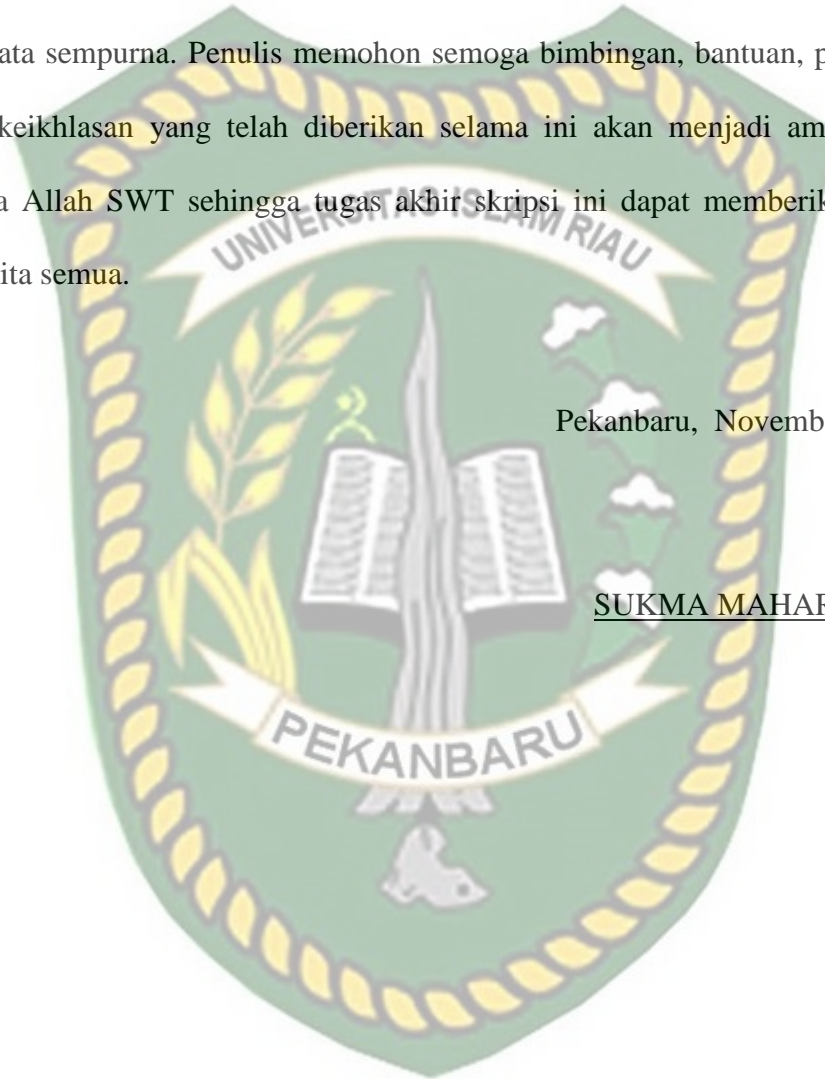 ata sempurna. Penulis memohon semoga bimbingan, bantuan, p
keikhlasan yang telah diberikan selama ini akan menjadi am
a Allah SWT sehingga tugas akhir skripsi ini dapat memberik
ita semua.
UNIVERSITAS ISLAM RIAU
Pekanbaru, Novemb
SUKMA MAHAR
PEKANBARU